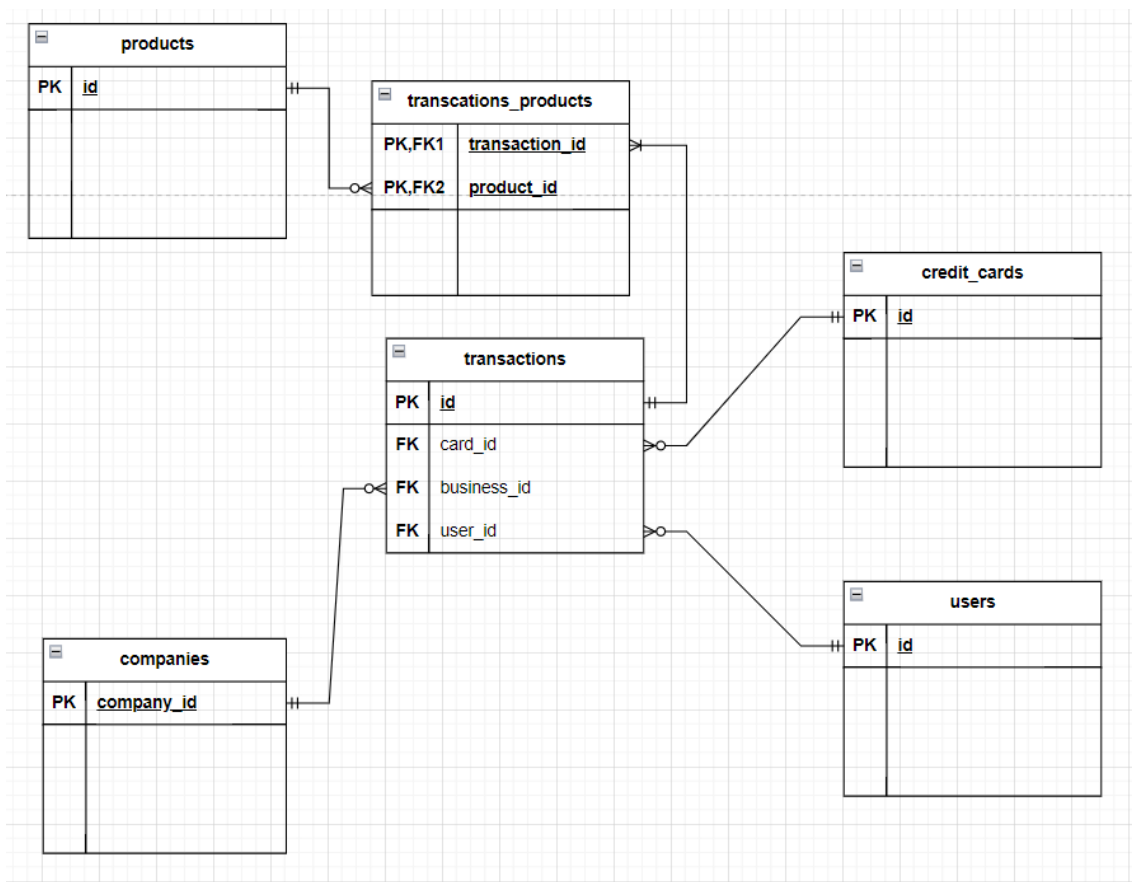 products
PK id
transcations_products
PK,FK1 transaction_id
PK,FK2 product_id
credit_cards
PK id
transactions
PK id
FK card_id
FK business_id
FK user_id
users
PK id
companies
PK company_id